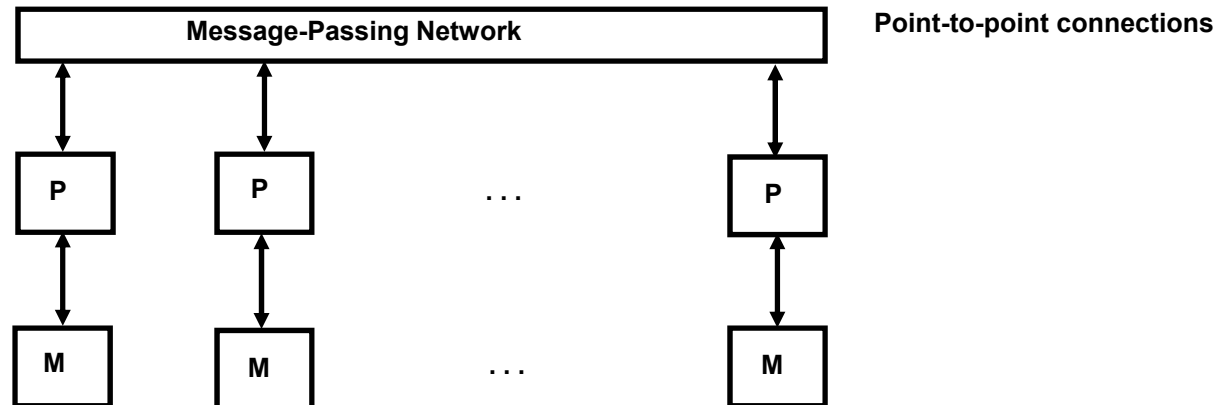 Message-Passing Network
Point-to-point connections
P
P
. . .
P
M
M
. . .
M